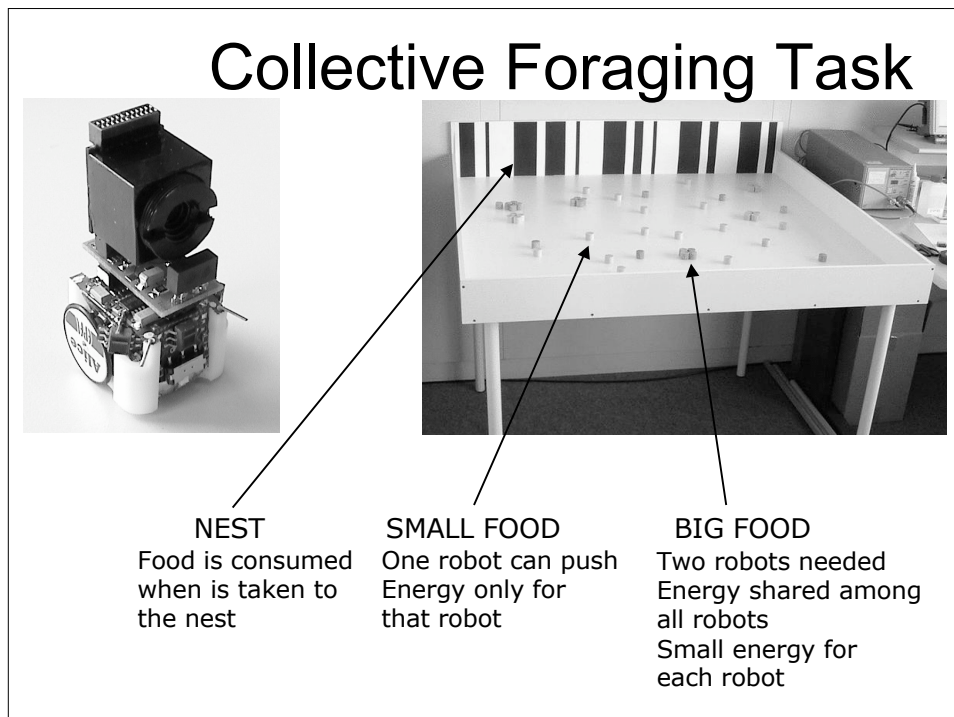 Collective Foraging Task
Alice
EPFL
NEST
Food is consumed
when is taken to
the nest
SMALL FOOD
One robot can push
Energy only for
that robot
BIG FOOD
Two robots needed
Energy shared among
all robots
Small energy for
each robot